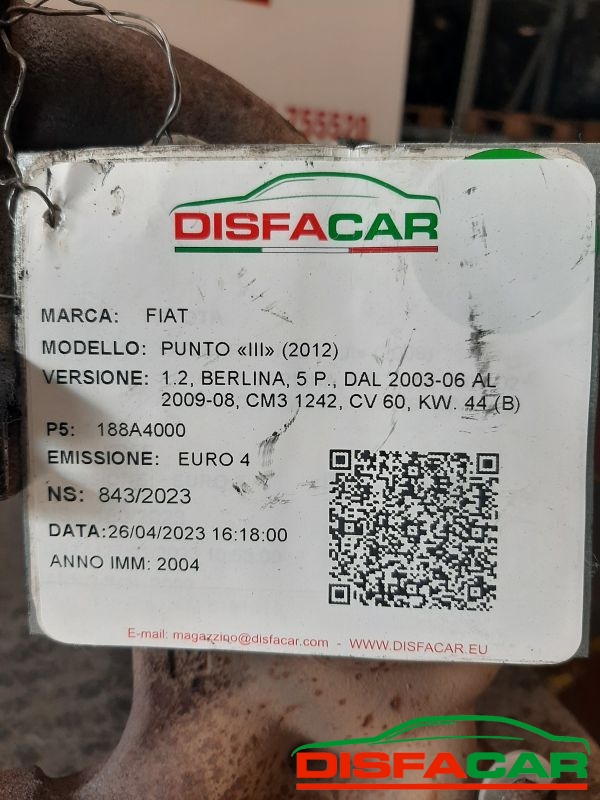 755520
DISFACAR
MARCA: FIAT
MODELLO: PUNTO «III» (2012)
VERSIONE: 1.2, BERLINA, 5 P., DAL 2003-06 AL
2009-08, CM3 1242, CV 60, KW. 44 (B)
P5: 188A4000
EMISSIONE: EURO 4
NS: 843/2023
DATA:26/04/2023 16:18:00
ANNO IMM: 2004
E-mail: magazzino@disfacar.com - WWW.DISFACAR.EU
DISFACAR